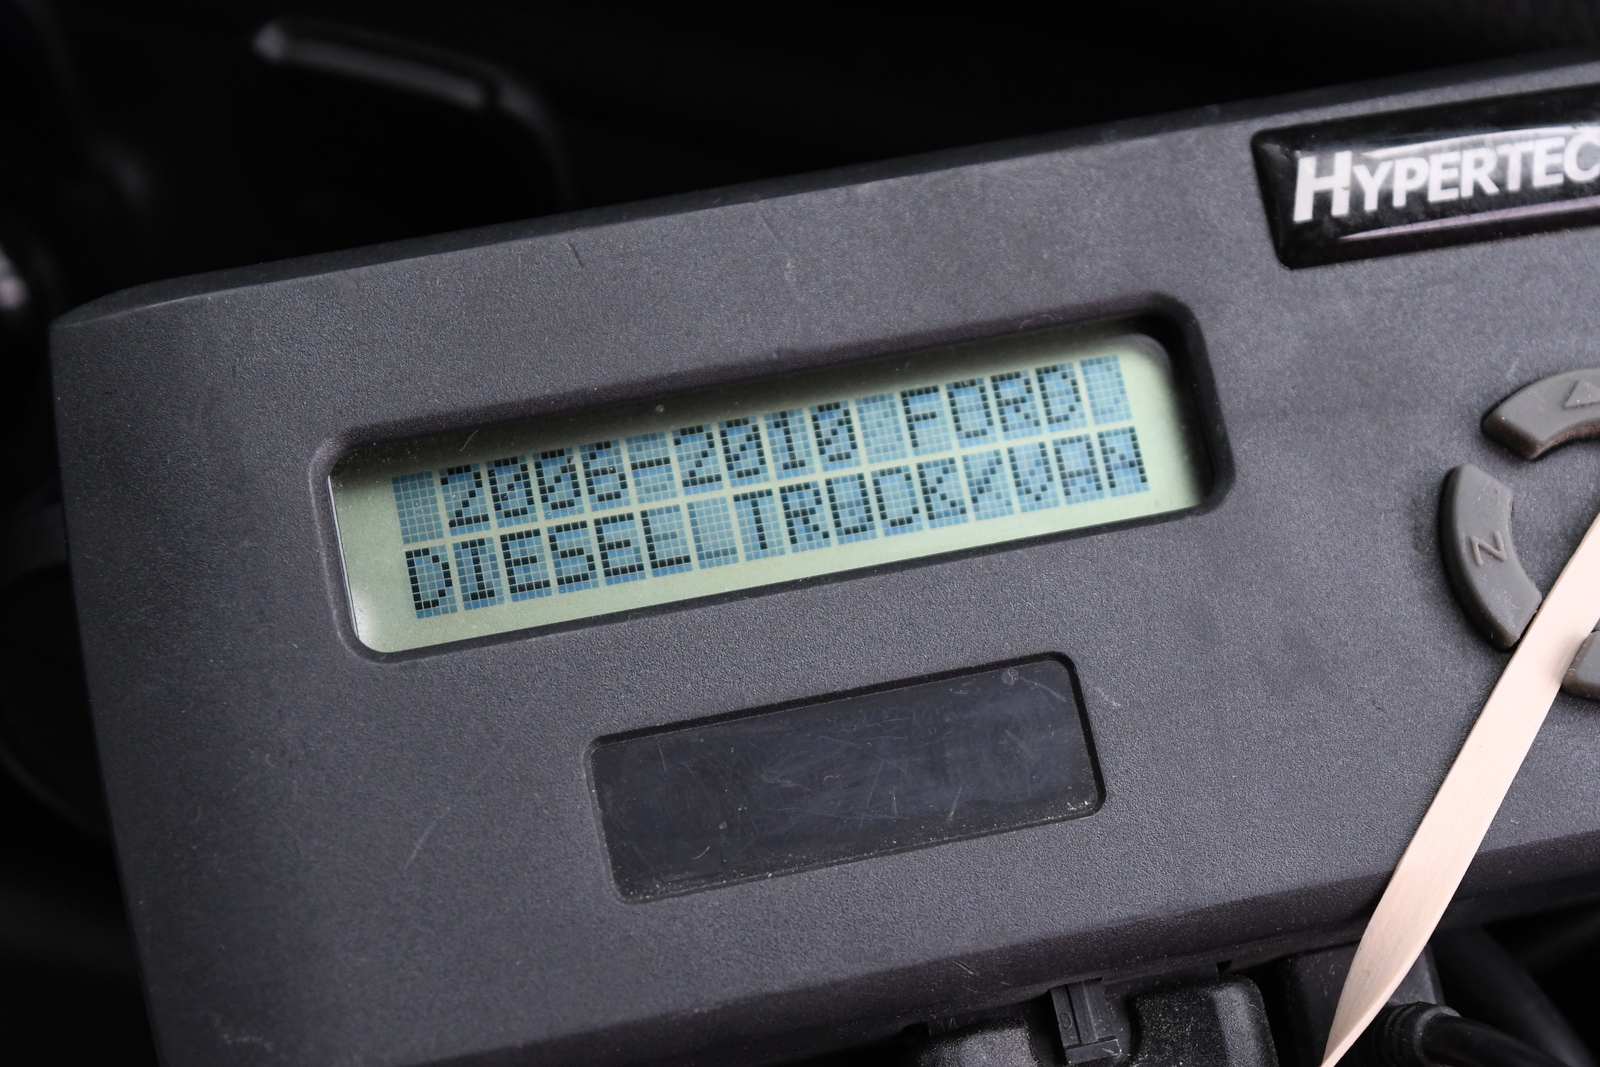 HYPERTEC
2006-2010 FORD
DIESEL TRUCK/VAN
N